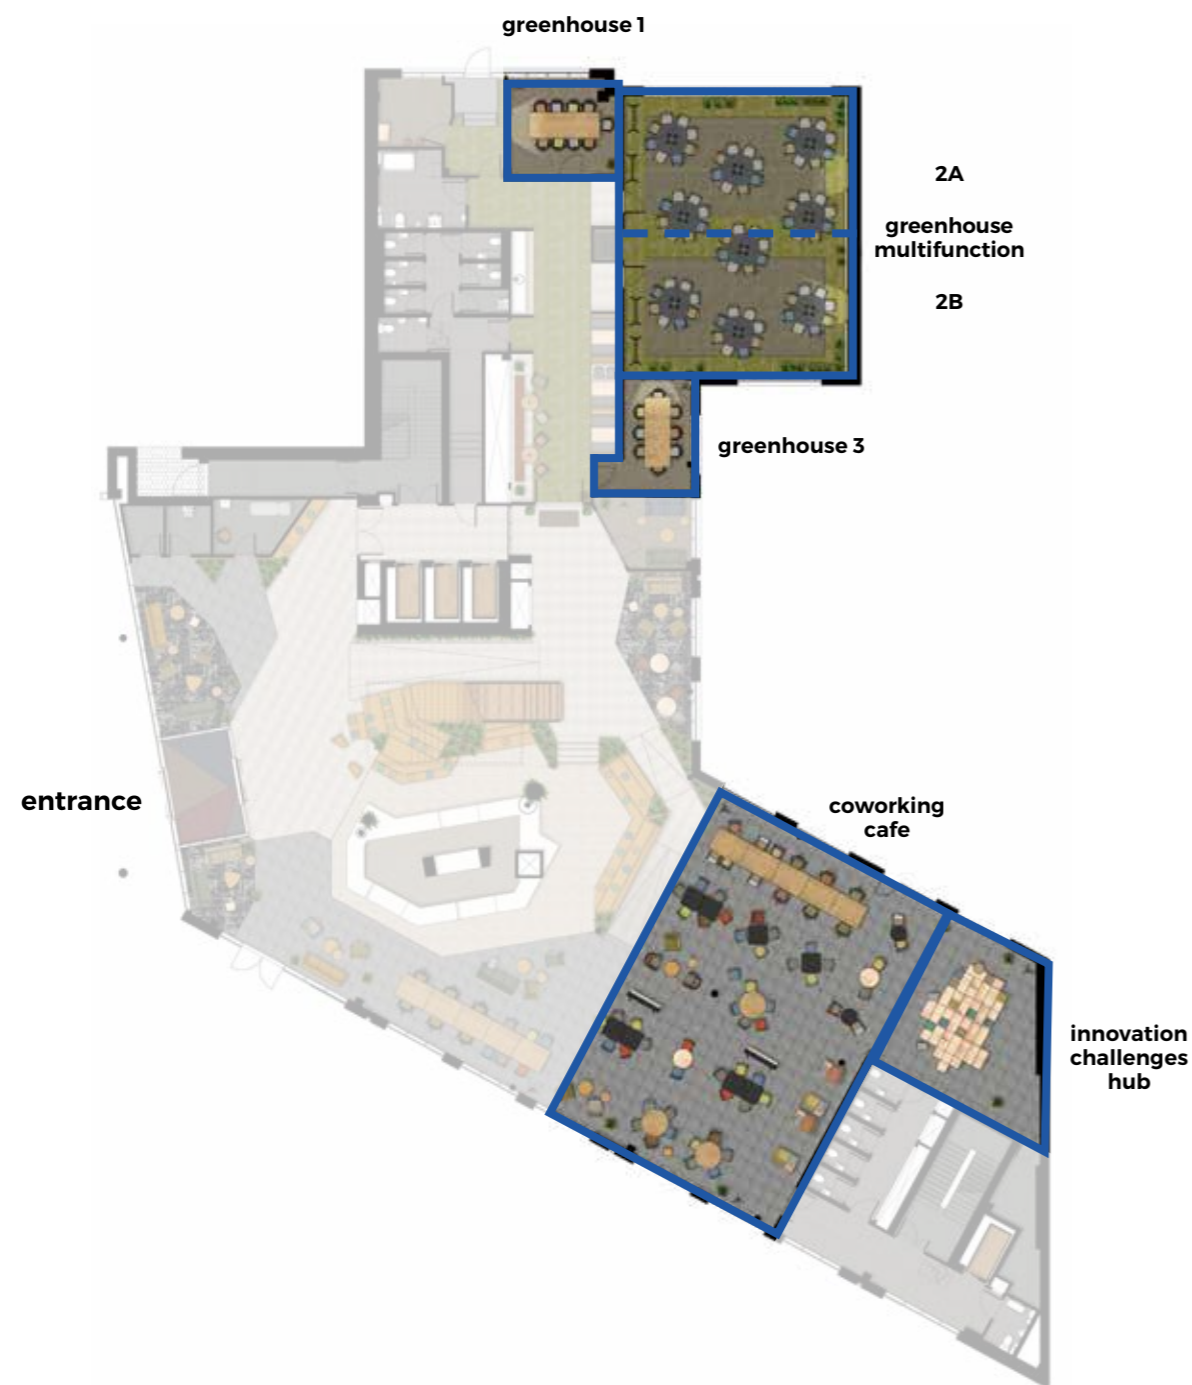 greenhouse 1
2A
greenhouse
multifunction
2B
greenhouse 3
entrance
coworking
cafe
innovation
challenges
hub